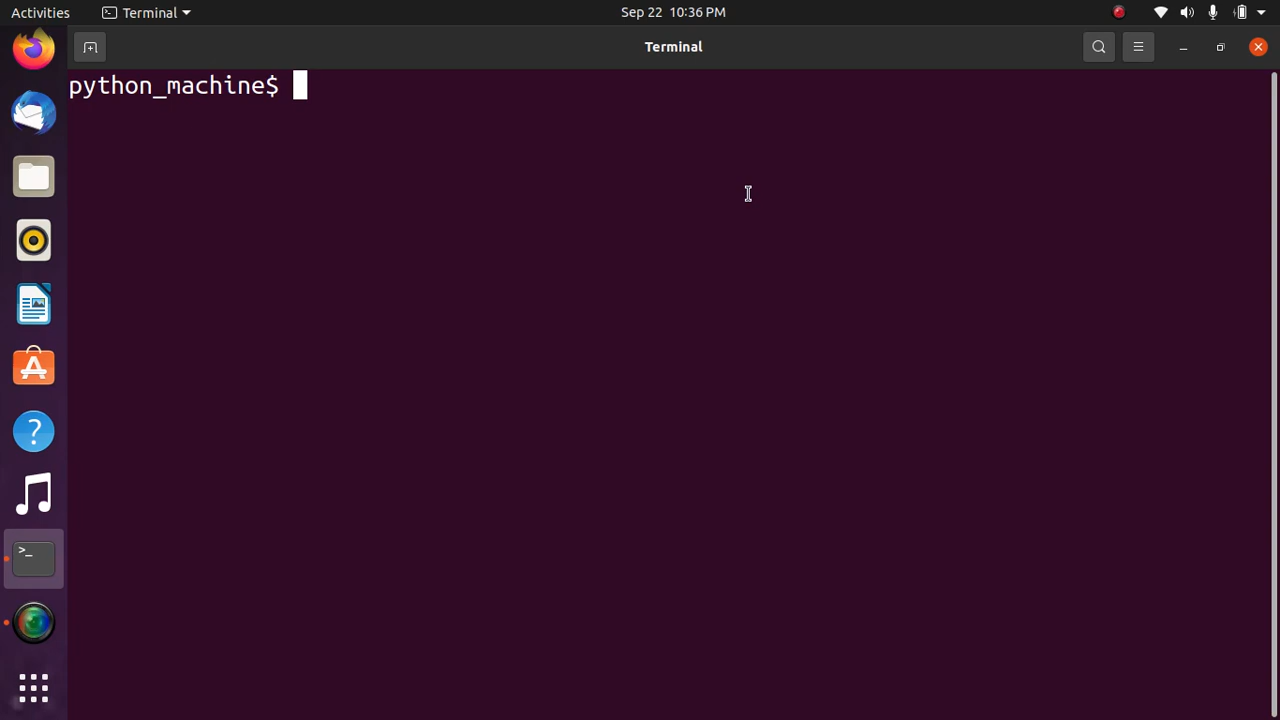 Activities
Terminal
Sep 22 10:36 PM
Terminal
python_machine$
>_